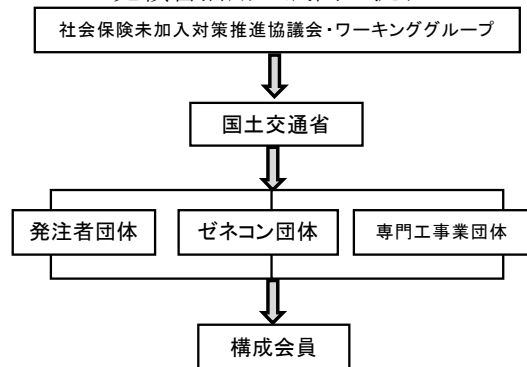 社会保険未加入対策推進協議会・ワーキンググループ
国土交通省
発注者団体 ゼネコン団体 専門工事業団体
構成会員